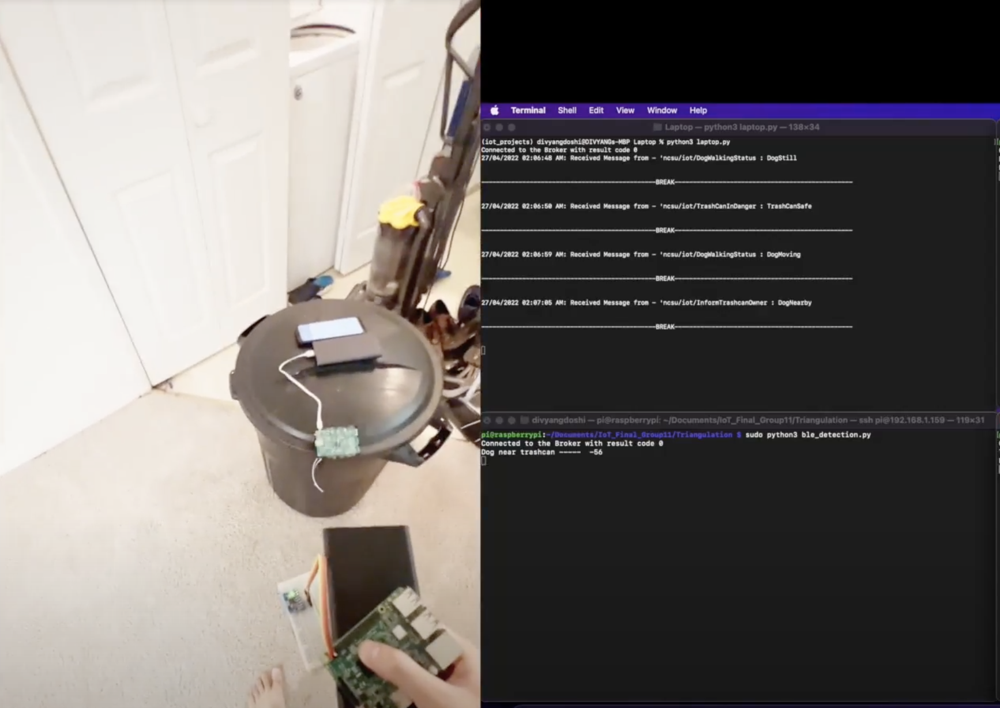 Terminal Shell Edit View Window Help
Laptop — python3 laptop.py — 138×34
(iot_projects) divyangdoshi@DIVYANGs-MBP Laptop % python3 laptop.py
Connected to the Broker with result code 0
27/04/2022 02:06:48 AM: Received Message from - 'ncsu/iot/DogWalkingStatus : DogStill
BREAK
27/04/2022 02:06:50 AM: Received Message from - 'ncsu/iot/TrashCanInDanger : TrashCanSafe
BREAK
27/04/2022 02:06:59 AM: Received Message from - 'ncsu/iot/DogWalkingStatus : DogMoving
BREAK
27/04/2022 02:07:05 AM: Received Message from - 'ncsu/iot/InformTrashcanOwner : DogNearby
BREAK
divyangdoshi — pi@raspberrypi: ~/Documents/IoT_Final_Group11/Triangulation — ssh pi@192.168.1.159 — 119×31
pi@raspberrypi:~/Documents/IoT_Final_Group11/Triangulation $ sudo python3 ble_detection.py
Connected to the Broker with result code 0
Dog near trashcan ----- -56